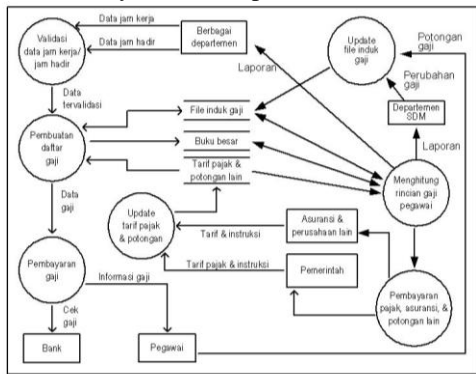 Data jam kerja
Validasi
data jam kerja/
jam hadir
Data jam hadir
Berbagai
departemen
Update
file induk
gaji
Potongan
gaji
Laporan
Perubahan
gaji
Data
tervalidasi
File induk gaji
Departemen
SDM
Pembuatan
daftar
gaji
Buku besar
Laporan
Tarif pajak &
potongan lain
Menghitung
rincian gaji
pegawai
Data
gaji
Update
tarif pajak
& potongan
Asuransi &
perusahaan lain
Tarif & instruksi
Pembayaran
gaji
Informasi gaji
Tarif pajak & instruksi
Pemerintah
Pembayaran
pajak, asuransi, &
potongan lain
Cek
gaji
Bank
Pegawai